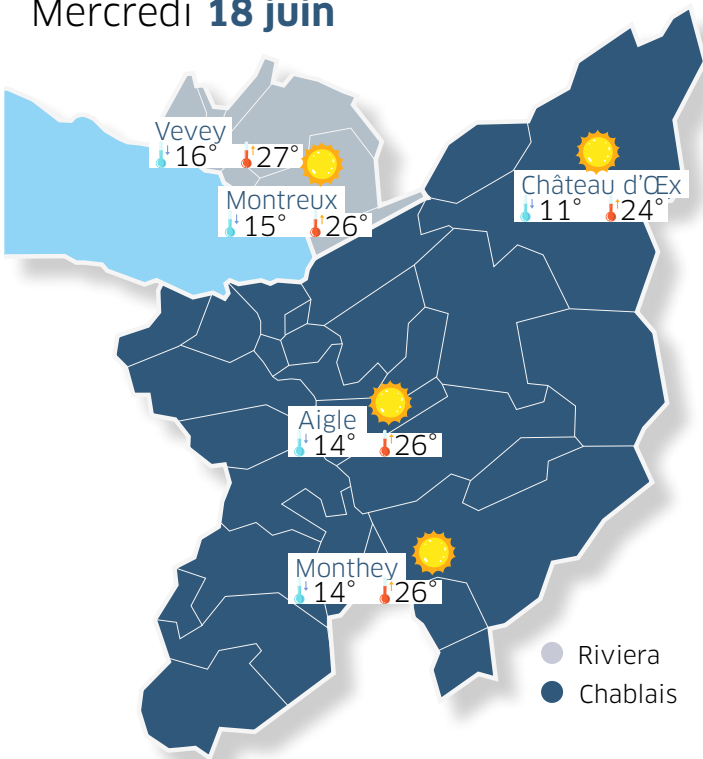 Mercredi 18 juin
Vevey
16° 27°
Montreux
15° 26°
Château d'Œx
11° 24°
Aigle
14° 26°
Monthey
14° 26°
Riviera
Chablais